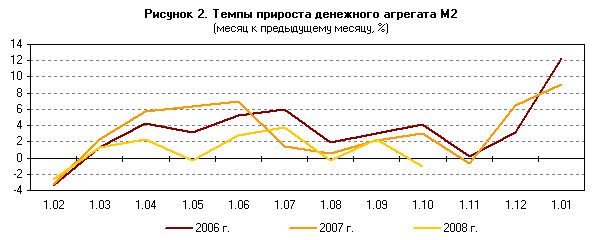 Рисунок 2. Темпы прироста денежного агрегата М2
(месяц к предыдущему месяцу, %)
14
12
10
8
6
4
2
0
-2
-4
1.02 1.03 1.04 1.05 1.06 1.07 1.08 1.09 1.10 1.11 1.12 1.01
2006 г. 2007 г. 2008 г.